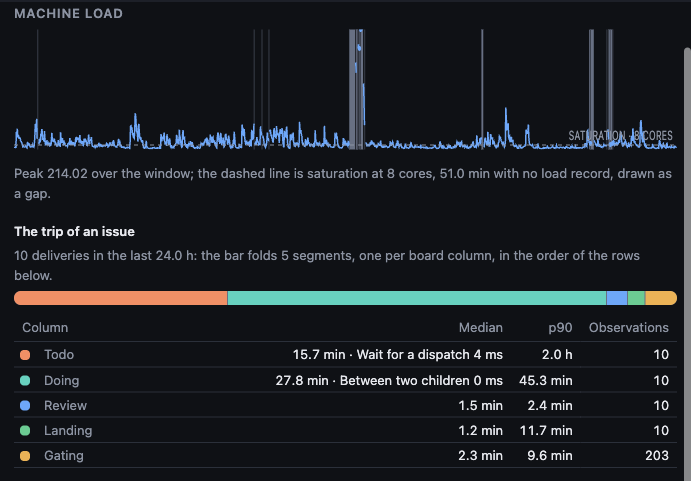 MACHINE LOAD
SATURATION · 8 CORES
Peak 214.02 over the window; the dashed line is saturation at 8 cores, 51.0 min with no load record, drawn as
a gap.
The trip of an issue
10 deliveries in the last 24.0 h: the bar folds 5 segments, one per board column, in the order of the rows
below.
Column Median p90 Observations
Todo 15.7 min · Wait for a dispatch 4 ms 2.0 h 10
Doing 27.8 min · Between two children 0 ms 45.3 min 10
Review 1.5 min 2.4 min 10
Landing 1.2 min 11.7 min 10
Gating 2.3 min 9.6 min 203